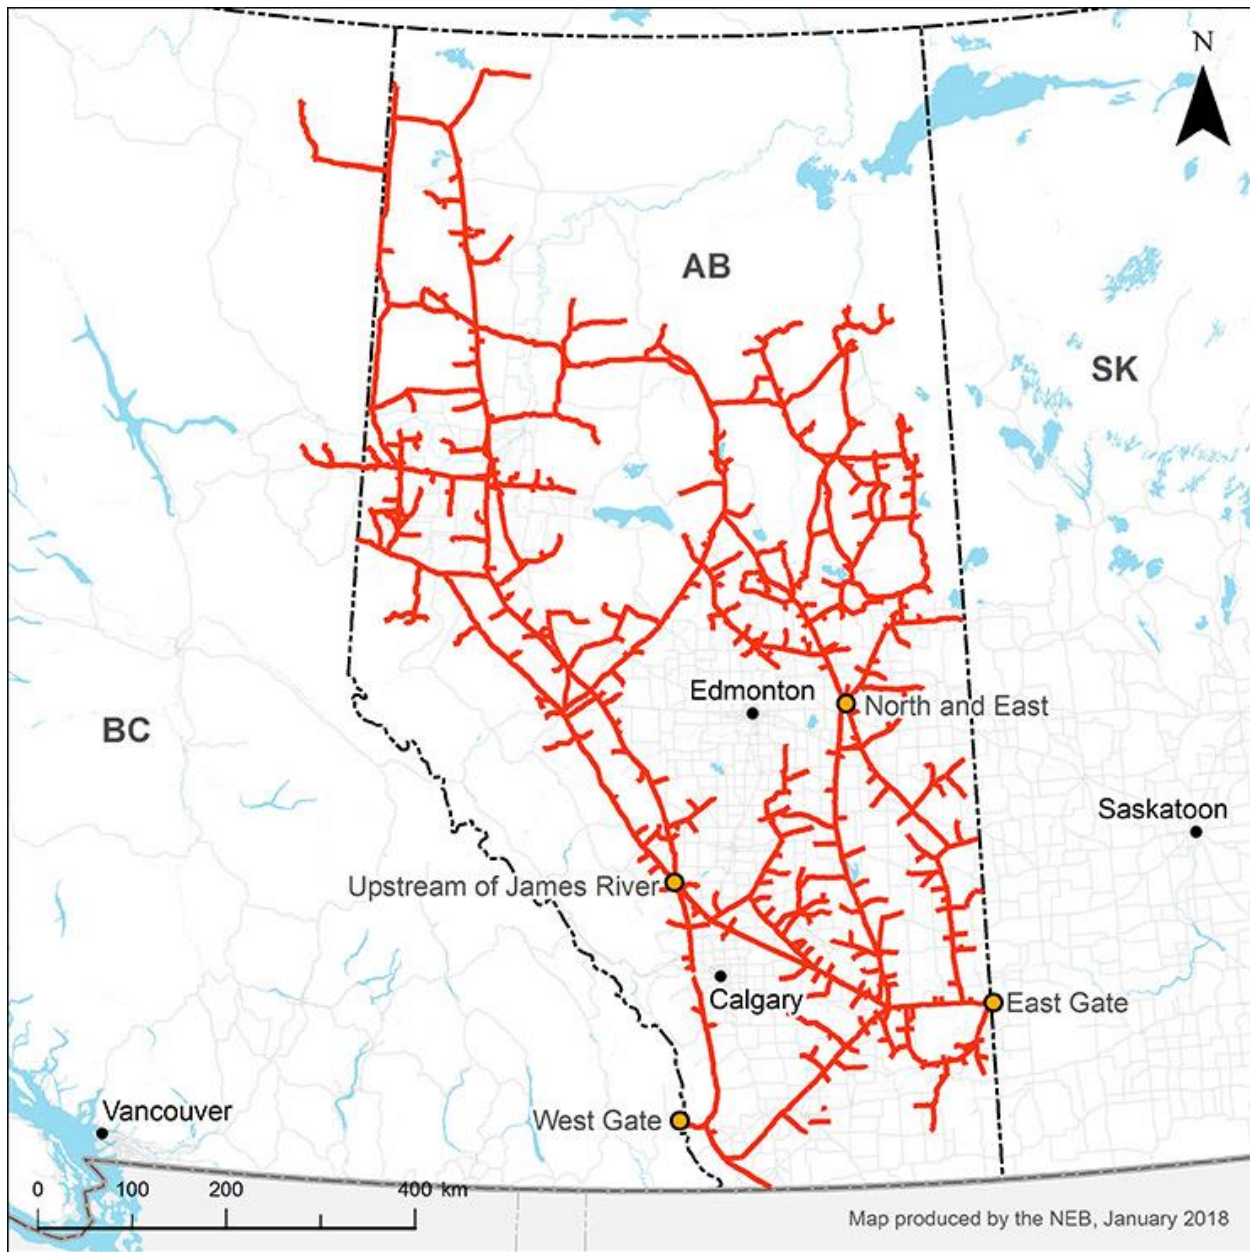 N
AB
SK
Edmonton
North and East
BC
Saskatoon
Upstream of James River
Calgary
East Gate
Vancouver
West Gate
0 100 200 400 km
Map produced by the NEB, January 2018